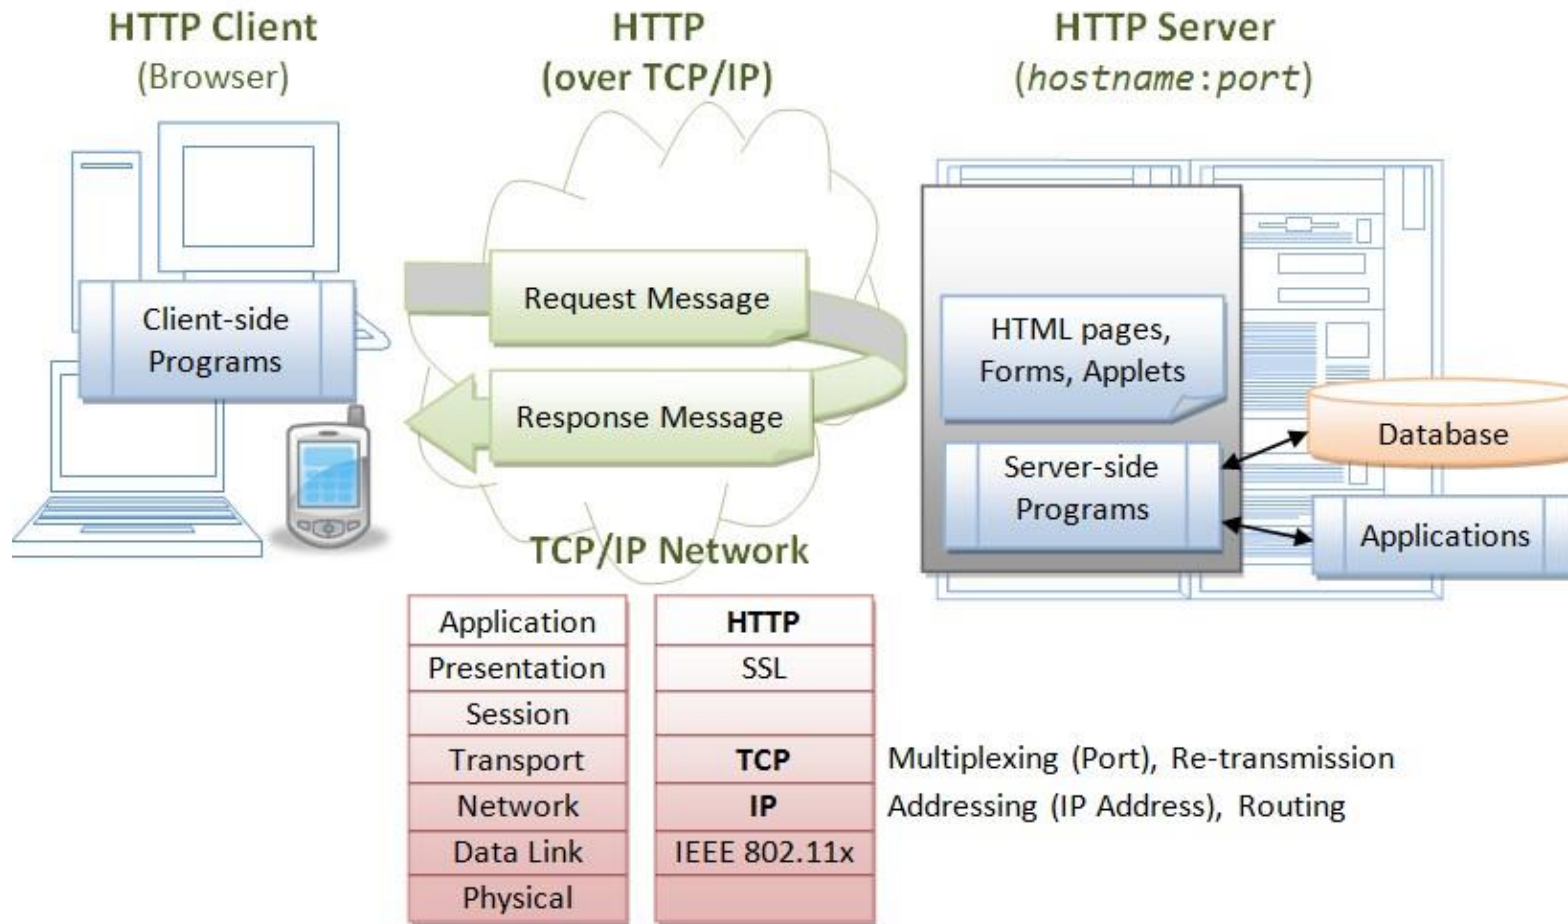 HTTP Client
(Browser)
HTTP
(over TCP/IP)
HTTP Server
(hostname:port)
Client-side
Programs
Request Message
Response Message
HTML pages,
Forms, Applets
Server-side
Programs
Database
Applications
TCP/IP Network
Application HTTP
Presentation SSL
Session
Transport TCP Multiplexing (Port), Re-transmission
Network IP Addressing (IP Address), Routing
Data Link IEEE 802.11x
Physical